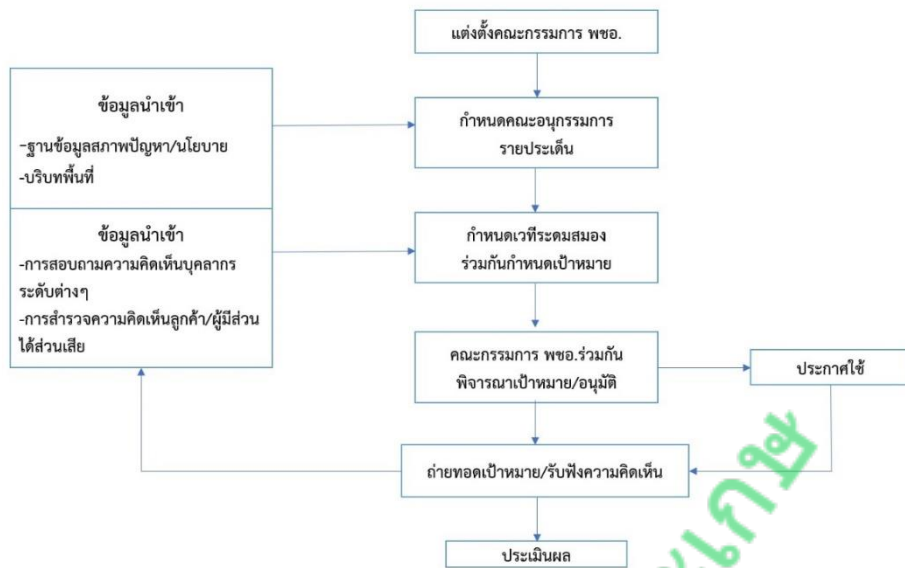 แต่งตั้งคณะกรรมการ พชอ.
ข้อมูลนำเข้า
-ฐานข้อมูลสภาพปัญหา/นโยบาย
-บริบทพื้นที่
กำหนดคณะอนุกรรมการ
รายประเด็น
ข้อมูลนำเข้า
-การสอบถามความคิดเห็นบุคลากร
ระดับต่างๆ
-การสำรวจความคิดเห็นลูกค้า/ผู้มีส่วน
ได้ส่วนเสีย
กำหนดเวทีระดมสมอง
ร่วมกันกำหนดเป้าหมาย
คณะกรรมการ พชอ.ร่วมกัน
พิจารณาเป้าหมาย/อนุมัติ
ประกาศใช้
ถ่ายทอดเป้าหมาย/รับฟังความคิดเห็น
ประเมินผล